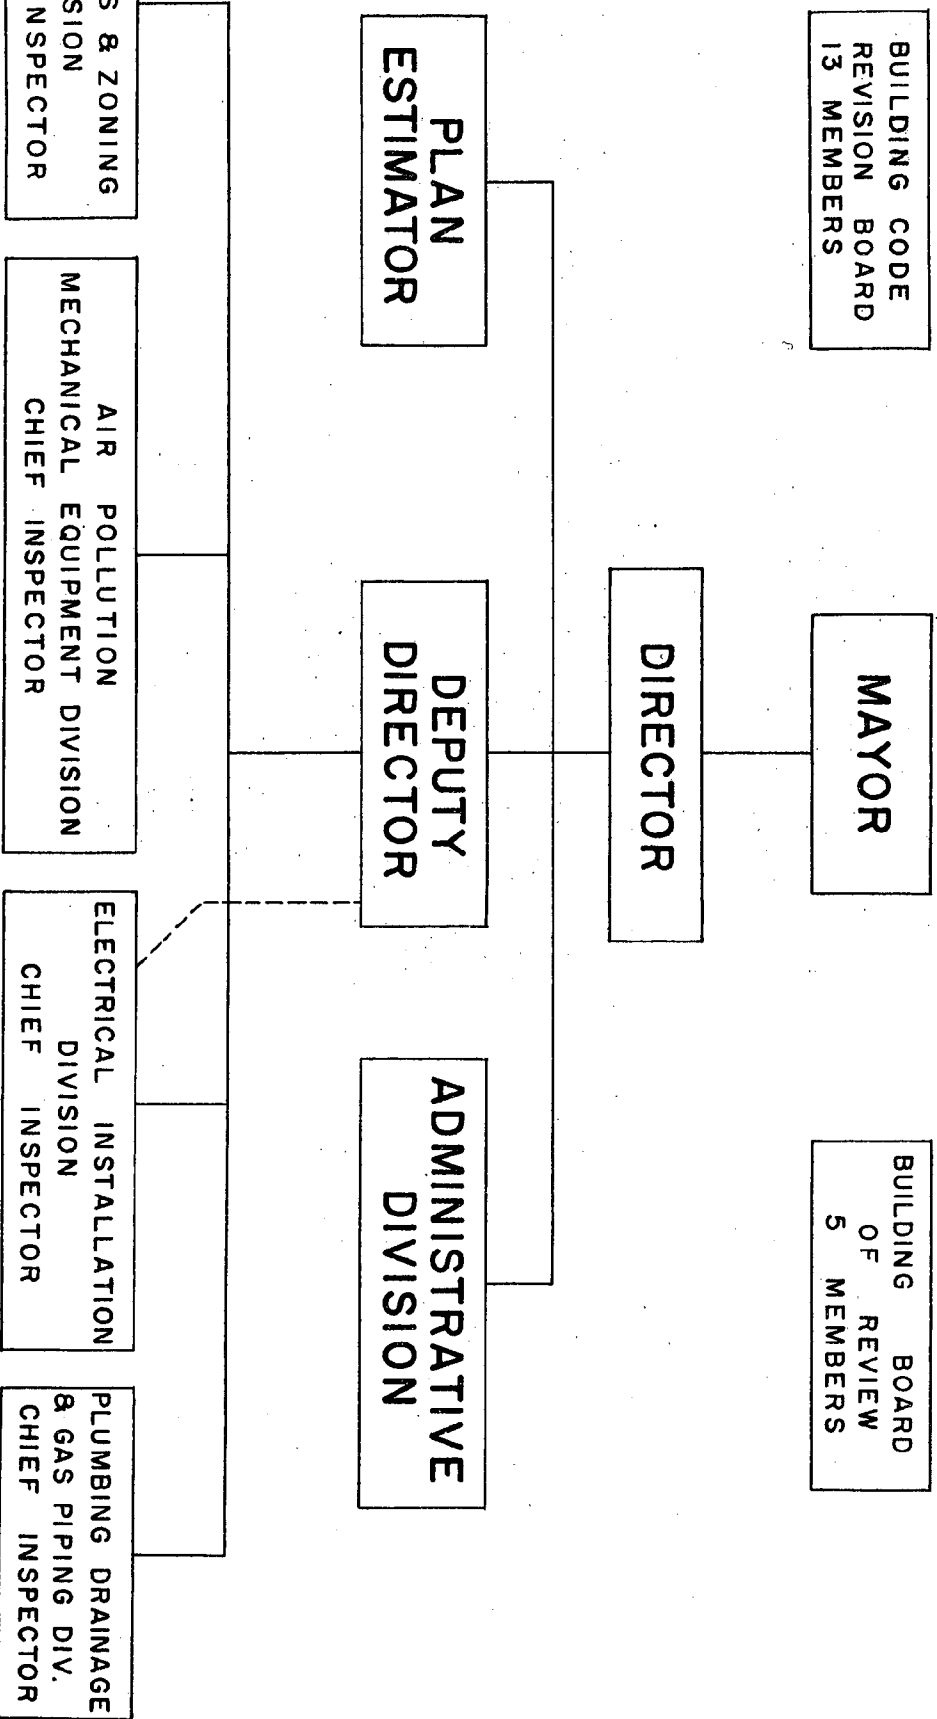 BUILDING CODE
REVISION BOARD
13 MEMBERS
MAYOR
BUILDING BOARD
OF REVIEW
5 MEMBERS
DIRECTOR
PLAN
ESTIMATOR
DEPUTY
DIRECTOR
ADMINISTRATIVE
DIVISION
& ZONING
AIR POLLUTION
MECHANICAL EQUIPMENT DIVISION
CHIEF INSPECTOR
ELECTRICAL INSTALLATION
DIVISION
CHIEF INSPECTOR
PLUMBING DRAINAGE
& GAS PIPING DIV.
CHIEF INSPECTOR